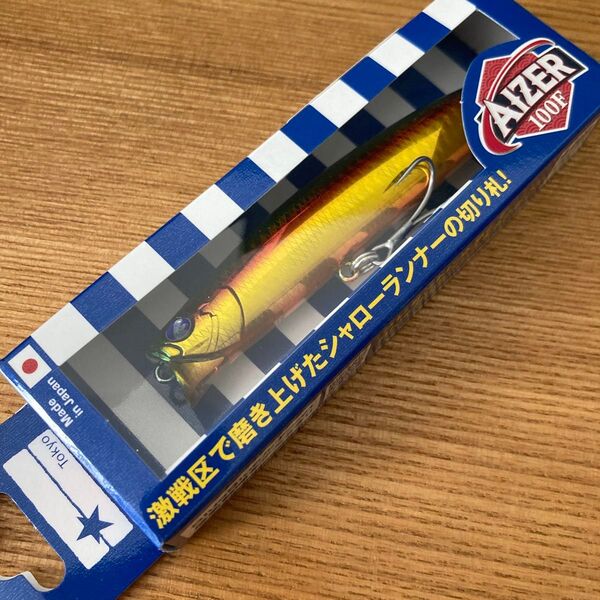 AIZER
100F
激戦区で磨き上げたシャローランナーの切り札!
Made
in Japan
Tokyo